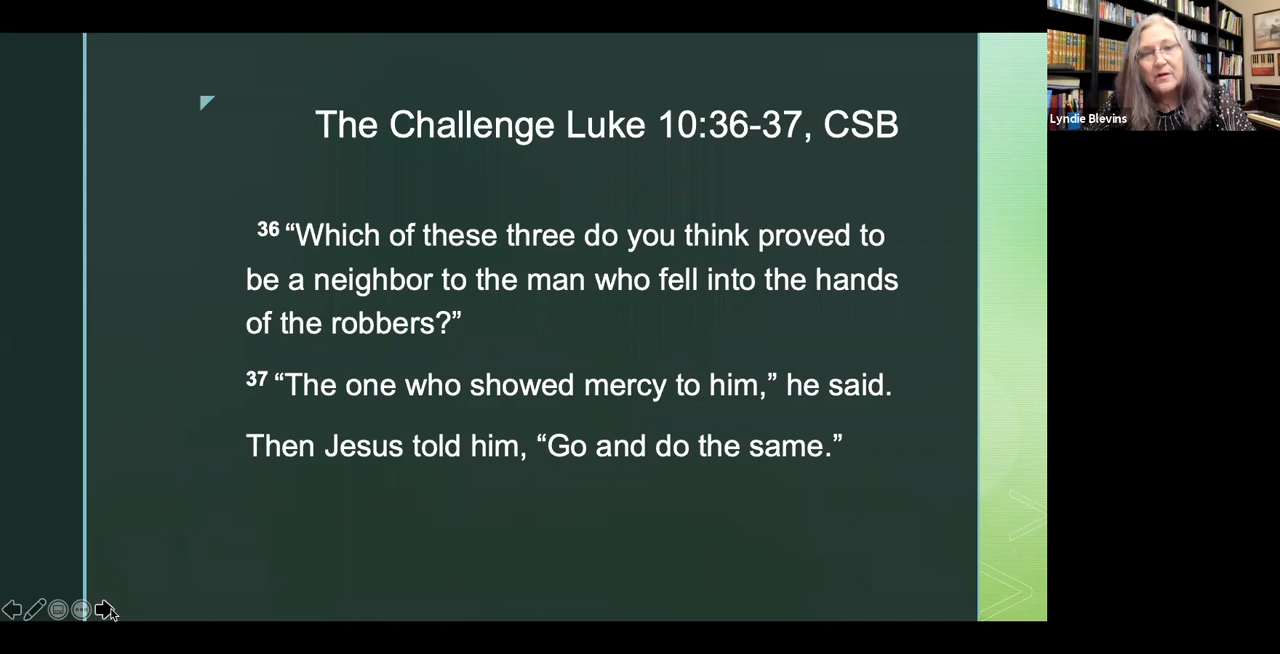 The Challenge Luke 10:36-37, CSB
36 “Which of these three do you think proved to
be a neighbor to the man who fell into the hands
of the robbers?”
37 “The one who showed mercy to him,” he said.
Then Jesus told him, “Go and do the same.”
Lyndie Blevins